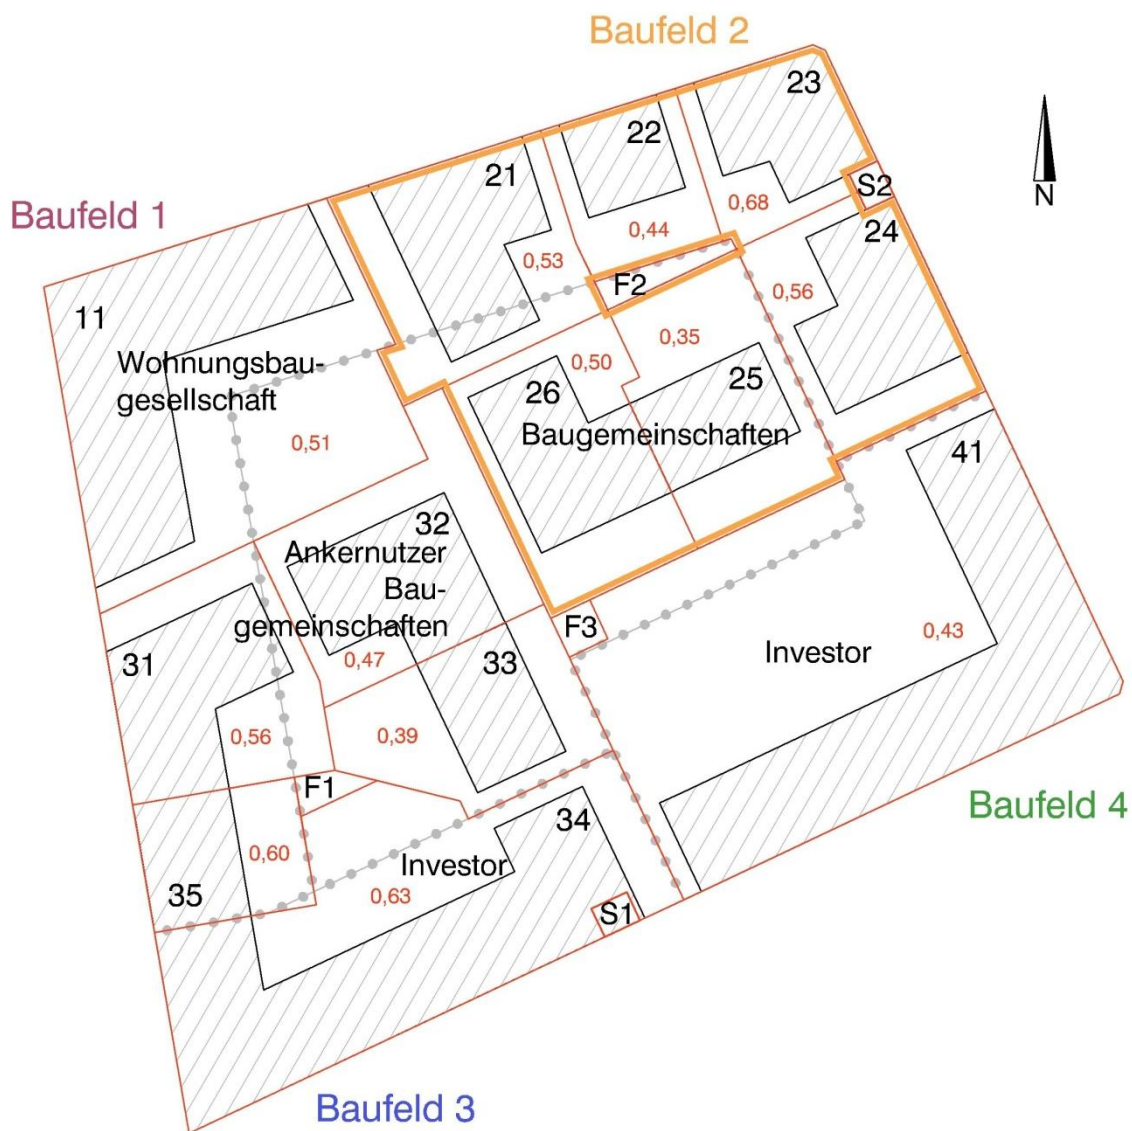 Baufeld 2
23
22
21
S2
0,68
Baufeld 1
0,44
24
0,53
F2
0,56
11
0,35
Wohnungsbau-
gesellschaft
0,50
26
25
Baugemeinschaften
0,51
41
32
Ankernutzer
Bau-
gemeinschaften
F3
0,43
31
0,47
33
Investor
0,56
0,39
F1
Baufeld 4
34
0,60
Investor
35
0,63
S1
Baufeld 3
N